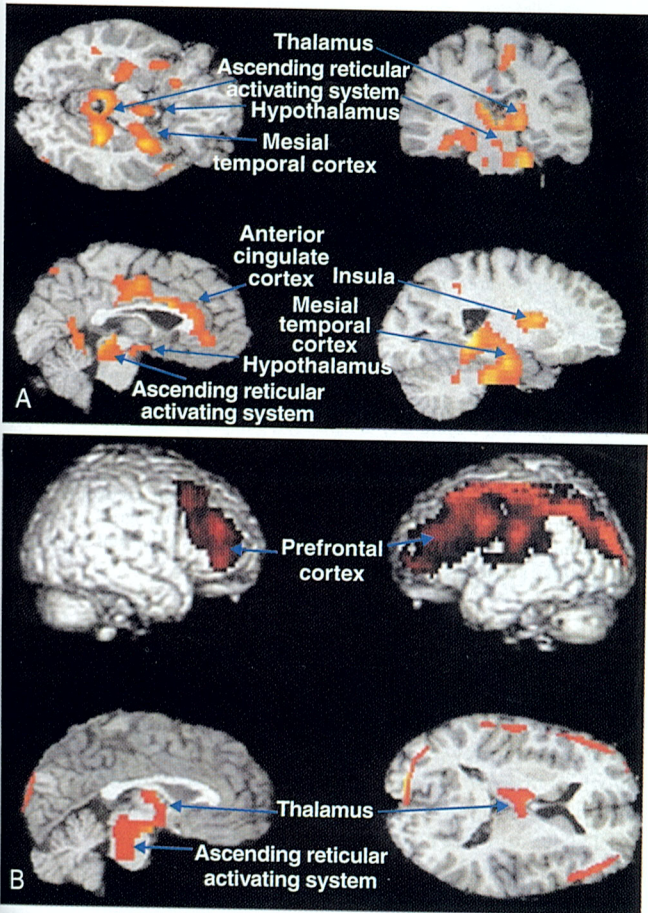 Thalamus
Ascending reticular
activating system
Hypothalamus
Mesial
temporal cortex
Anterior
cingulate
cortex
Insula
Mesial
temporal
cortex
Hypothalamus
Ascending reticular
activating system
A
Prefrontal
cortex
Thalamus
Ascending reticular
activating system
B